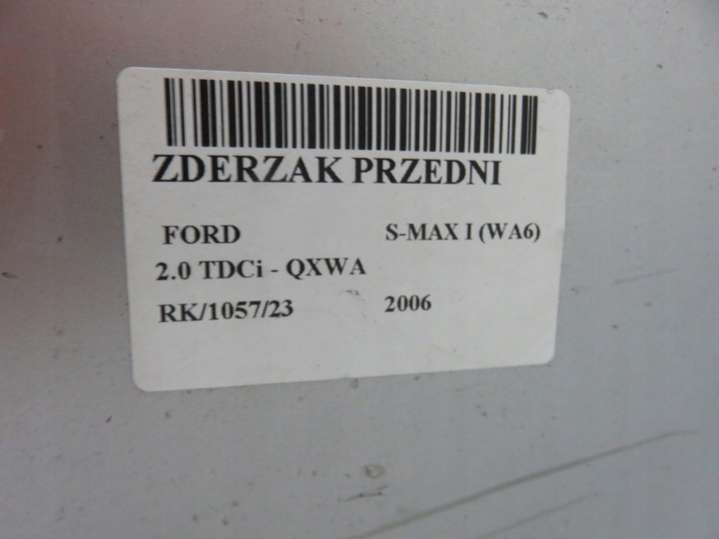 ZDERZAK PRZEDNI
FORD S-MAX I (WA6)
2.0 TDCi - QXWA
RK/1057/23 2006